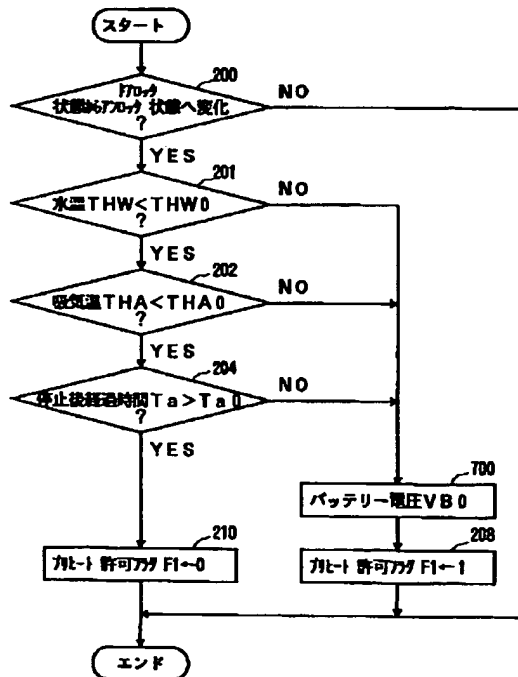 スタート
200
ドアロック
状態からアンロック 状態へ変化
?
NO
YES
201
水温THW<THW0
?
NO
YES
202
吸気温THA<THA0
?
NO
YES
204
停止後経過時間Ta>Ta0
?
NO
YES
700
バッテリー電圧VB0
210
プリヒート 許可フラグ F1←0
208
プリヒート 許可フラグ F1←1
エンド